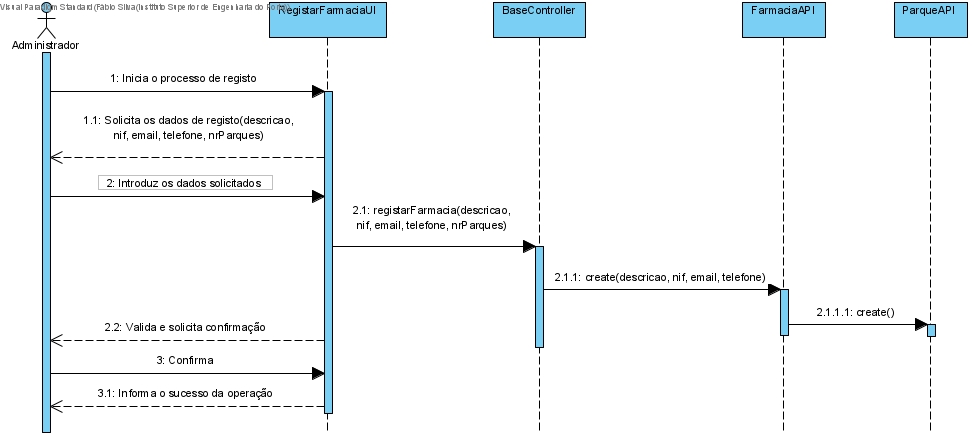 Visual Paradigm Standard (Fábio Silva(Instituto Superior de Engenharia do Porto))
RegistarFarmaciaUI
BaseController
FarmaciaAPI
ParqueAPI
Administrador
1: Inicia o processo de registo
1.1: Solicita os dados de registo(descricao,
nif, email, telefone, nrParques)
2: Introduz os dados solicitados
2.1: registarFarmacia(descricao,
nif, email, telefone, nrParques)
2.1.1: create(descricao, nif, email, telefone)
2.1.1.1: create()
2.2: Valida e solicita confirmação
3: Confirma
3.1: Informa o sucesso da operação